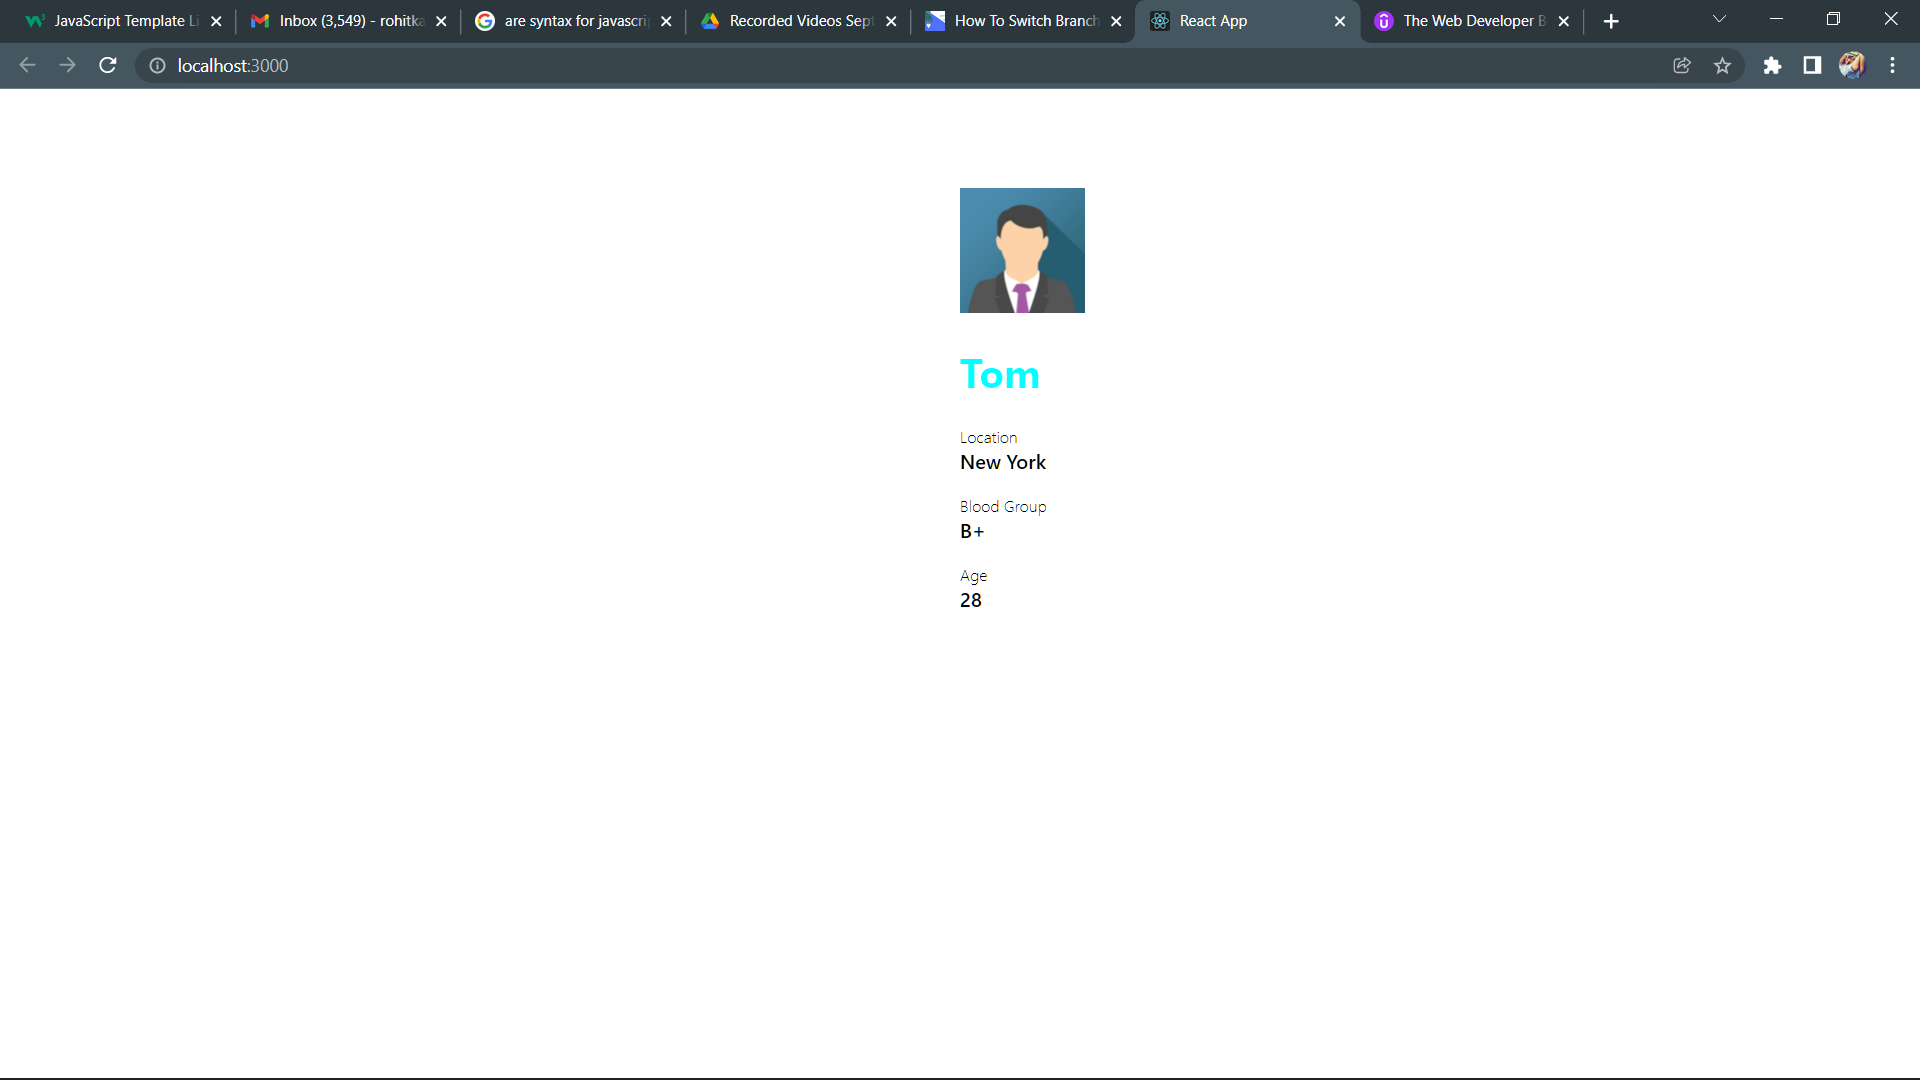 JavaScript Template Li
Inbox (3,549) - rohitka
are syntax for javascri
Recorded Videos Sept
How To Switch Branch
React App
The Web Developer B
localhost:3000
Tom
Location
New York
Blood Group
B+
Age
28